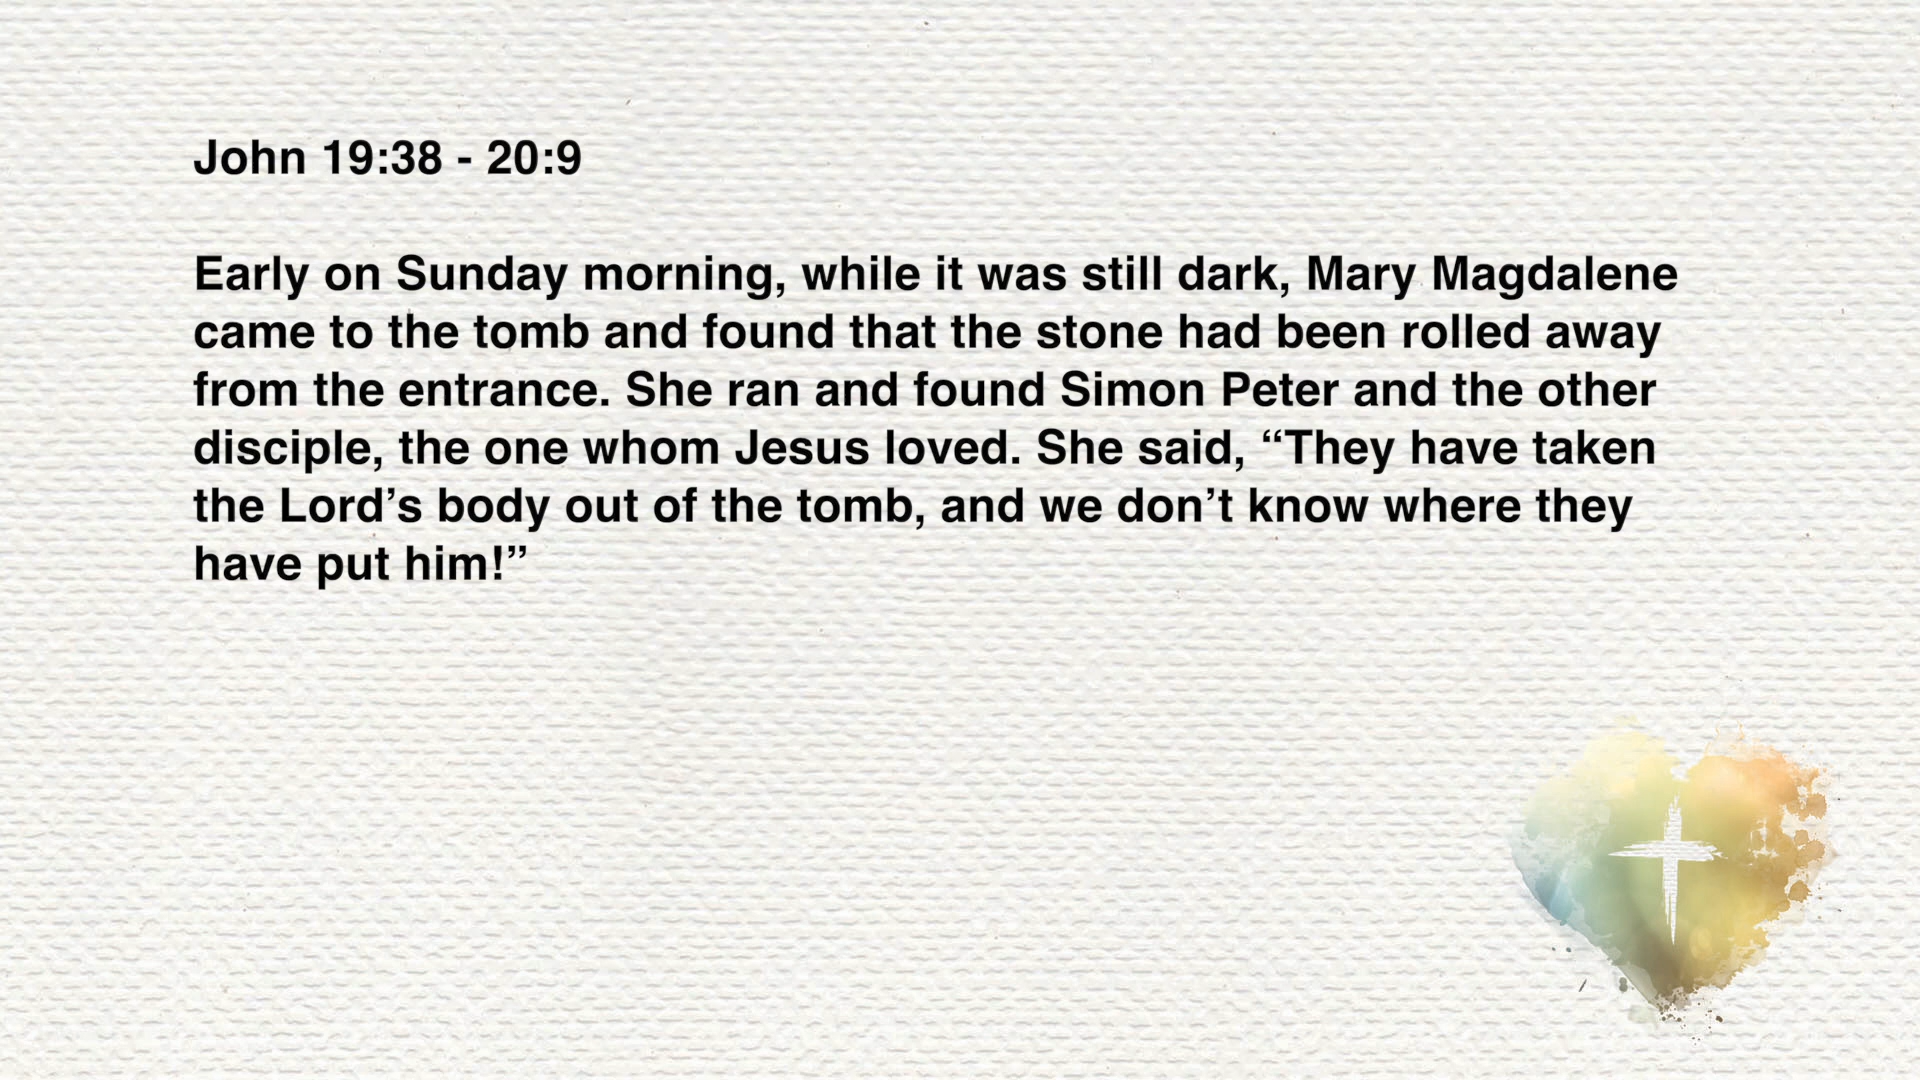 John 19:38 - 20:9
Early on Sunday morning, while it was still dark, Mary Magdalene
came to the tomb and found that the stone had been rolled away
from the entrance. She ran and found Simon Peter and the other
disciple, the one whom Jesus loved. She said, “They have taken
the Lord’s body out of the tomb, and we don’t know where they
have put him!”